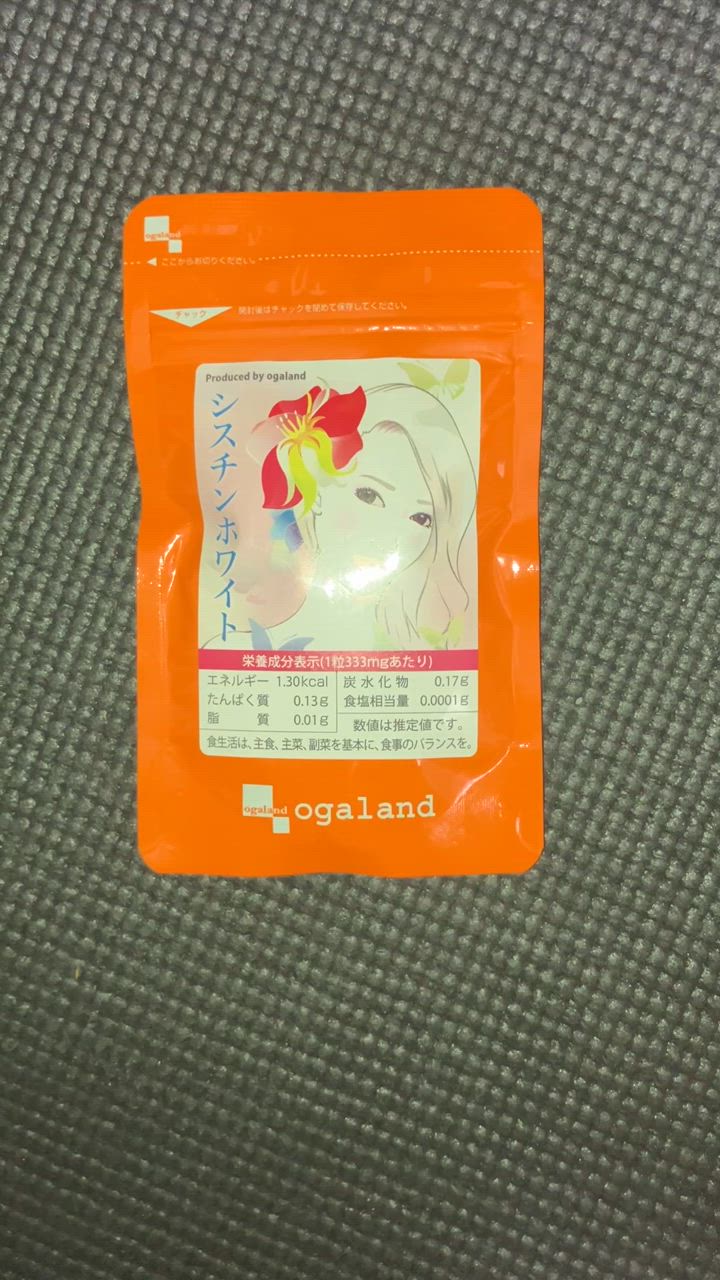 ogaland
ここからお切りください。
チャック
開封後はチャックを閉めて保存してください。
Produced by ogaland
シスチンホワイト
栄養成分表示(1粒333mgあたり)
エネルギー 1.30kcal
たんぱく質 0.13g
脂質 0.01g
炭水化物 0.17g
食塩相当量 0.0001g
数値は推定値です。
食生活は、主食、主菜、副菜を基本に、食事のバランスを。
ogaland
ogaland